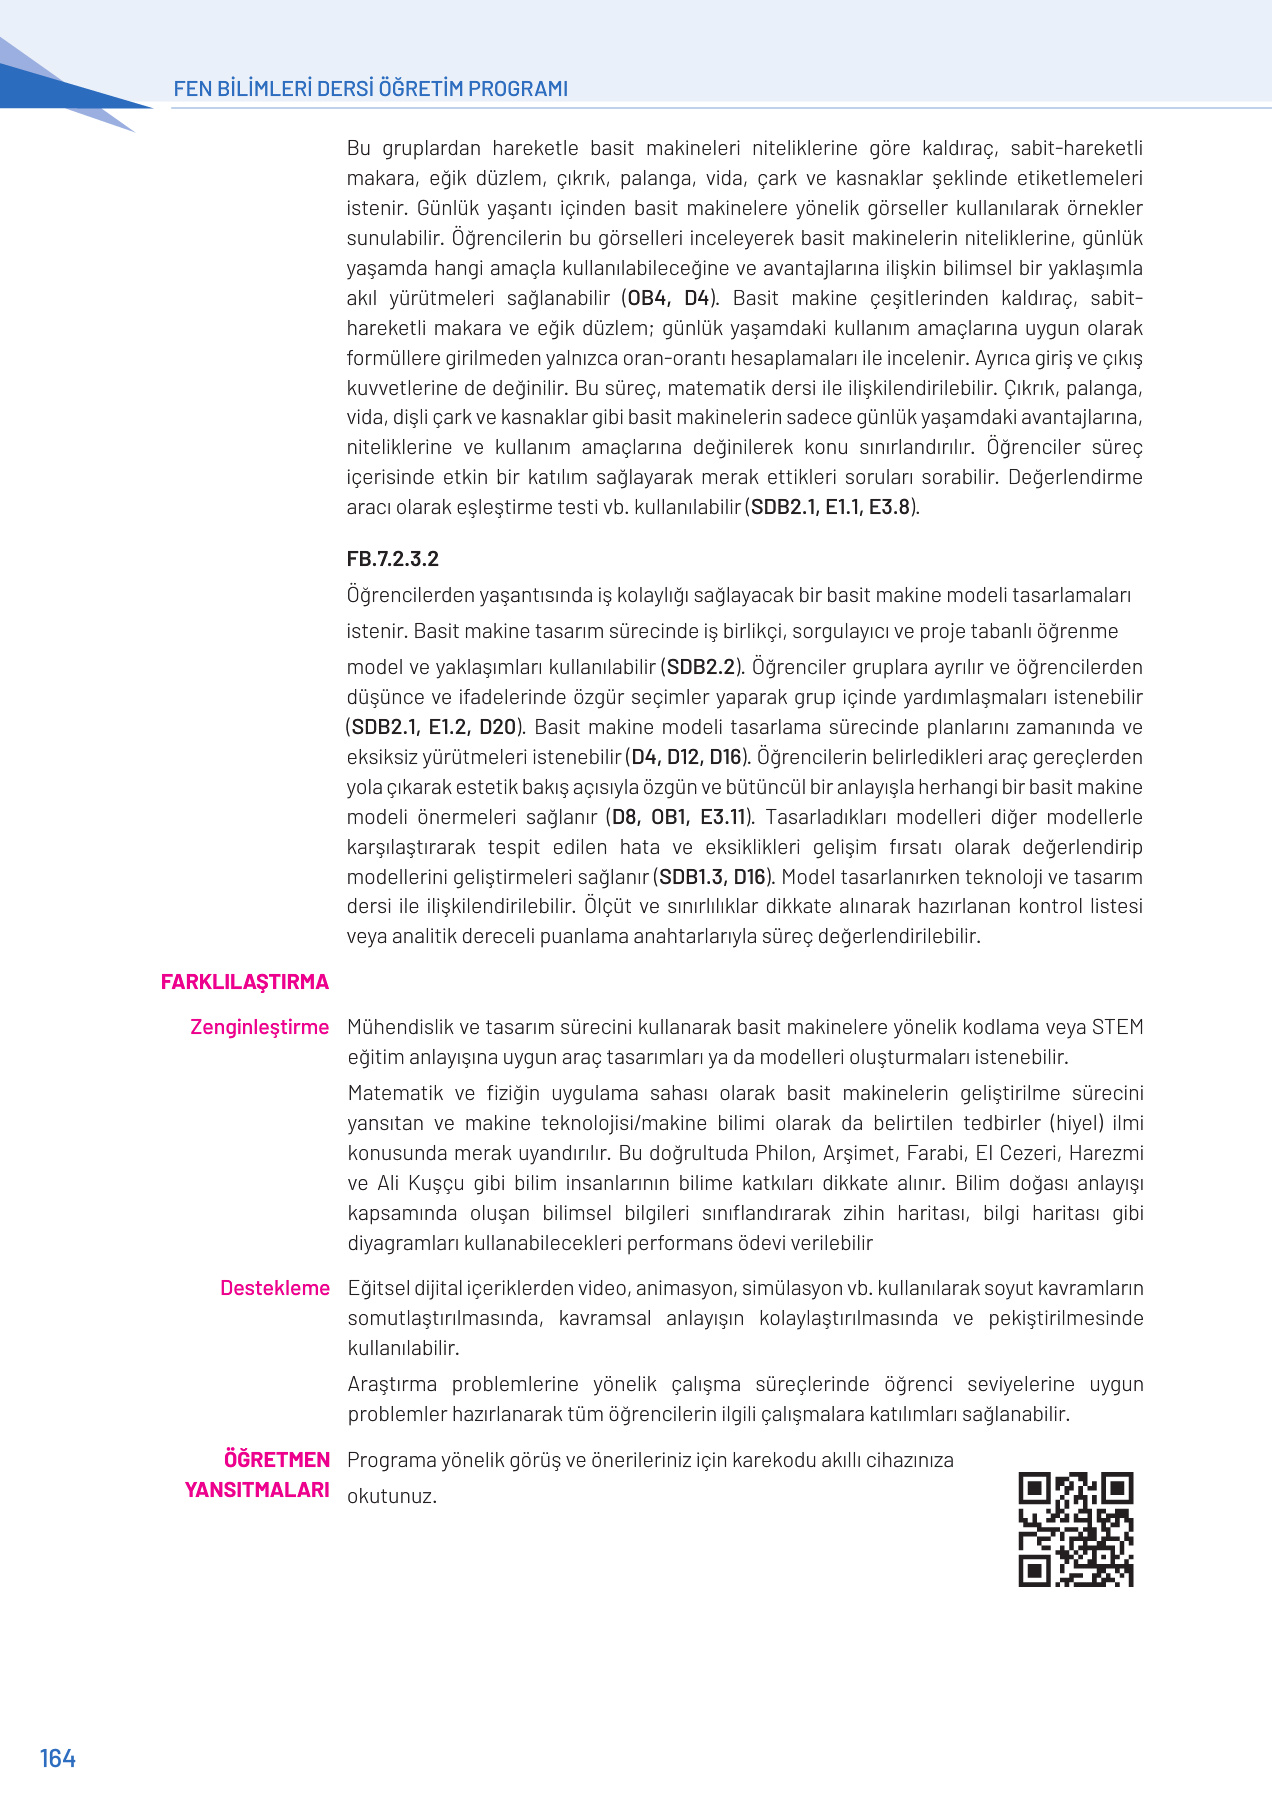 FEN BİLİMLERİ DERSİ ÖĞRETİM PROGRAMI
Bu gruplardan hareketle basit makineleri niteliklerine göre kaldıraç, sabit-hareketli
makara, eğik düzlem, çıkrık, palanga, vida, çark ve kasnaklar şeklinde etiketlemeleri
istenir. Günlük yaşantı içinden basit makinelere yönelik görseller kullanılarak örnekler
sunulabilir. Öğrencilerin bu görselleri inceleyerek basit makinelerin niteliklerine, günlük
yaşamda hangi amaçla kullanılabileceğine ve avantajlarına ilişkin bilimsel bir yaklaşımla
akıl yürütmeleri sağlanabilir (OB4, D4). Basit makine çeşitlerinden kaldıraç, sabit-
hareketli makara ve eğik düzlem; günlük yaşamdaki kullanım amaçlarına uygun olarak
formüllere girilmeden yalnızca oran-orantı hesaplamaları ile incelenir. Ayrıca giriş ve çıkış
kuvvetlerine de değinilir. Bu süreç, matematik dersi ile ilişkilendirilebilir. Çıkrık, palanga,
vida, dişli çark ve kasnaklar gibi basit makinelerin sadece günlük yaşamdaki avantajlarına,
niteliklerine ve kullanım amaçlarına değinilerek konu sınırlandırılır. Öğrenciler süreç
içerisinde etkin bir katılım sağlayarak merak ettikleri soruları sorabilir. Değerlendirme
aracı olarak eşleştirme testi vb. kullanılabilir (SDB2.1, E1.1, E3.8).
FB.7.2.3.2
Öğrencilerden yaşantısında iş kolaylığı sağlayacak bir basit makine modeli tasarlamaları
istenir. Basit makine tasarım sürecinde iş birlikçi, sorgulayıcı ve proje tabanlı öğrenme
model ve yaklaşımları kullanılabilir (SDB2.2). Öğrenciler gruplara ayrılır ve öğrencilerden
düşünce ve ifadelerinde özgür seçimler yaparak grup içinde yardımlaşmaları istenebilir
(SDB2.1, E1.2, D20). Basit makine modeli tasarlama sürecinde planlarını zamanında ve
eksiksiz yürütmeleri istenebilir (D4, D12, D16). Öğrencilerin belirledikleri araç gereçlerden
yola çıkarak estetik bakış açısıyla özgün ve bütüncül bir anlayışla herhangi bir basit makine
modeli önermeleri sağlanır (D8, OB1, E3.11). Tasarladıkları modelleri diğer modellerle
karşılaştırarak tespit edilen hata ve eksiklikleri gelişim fırsatı olarak değerlendirip
modellerini geliştirmeleri sağlanır (SDB1.3, D16). Model tasarlanırken teknoloji ve tasarım
dersi ile ilişkilendirilebilir. Ölçüt ve sınırlılıklar dikkate alınarak hazırlanan kontrol listesi
veya analitik dereceli puanlama anahtarlarıyla süreç değerlendirilebilir.
FARKLILAŞTIRMA
Zenginleştirme Mühendislik ve tasarım sürecini kullanarak basit makinelere yönelik kodlama veya STEM
eğitim anlayışına uygun araç tasarımları ya da modelleri oluşturmaları istenebilir.
Matematik ve fiziğin uygulama sahası olarak basit makinelerin geliştirilme sürecini
yansıtan ve makine teknolojisi/makine bilimi olarak da belirtilen tedbirler (hiyel) ilmi
konusunda merak uyandırılır. Bu doğrultuda Philon, Arşimet, Farabi, El Cezeri, Harezmi
ve Ali Kuşçu gibi bilim insanlarının bilime katkıları dikkate alınır. Bilim doğası anlayışı
kapsamında oluşan bilimsel bilgileri sınıflandırarak zihin haritası, bilgi haritası gibi
diyagramları kullanabilecekleri performans ödevi verilebilir
Destekleme Eğitsel dijital içeriklerden video, animasyon, simülasyon vb. kullanılarak soyut kavramların
somutlaştırılmasında, kavramsal anlayışın kolaylaştırılmasında ve pekiştirilmesinde
kullanılabilir.
Araştırma problemlerine yönelik çalışma süreçlerinde öğrenci seviyelerine uygun
problemler hazırlanarak tüm öğrencilerin ilgili çalışmalara katılımları sağlanabilir.
ÖĞRETMEN Programa yönelik görüş ve önerileriniz için karekodu akıllı cihazınıza
YANSITMALARI okutunuz.
164